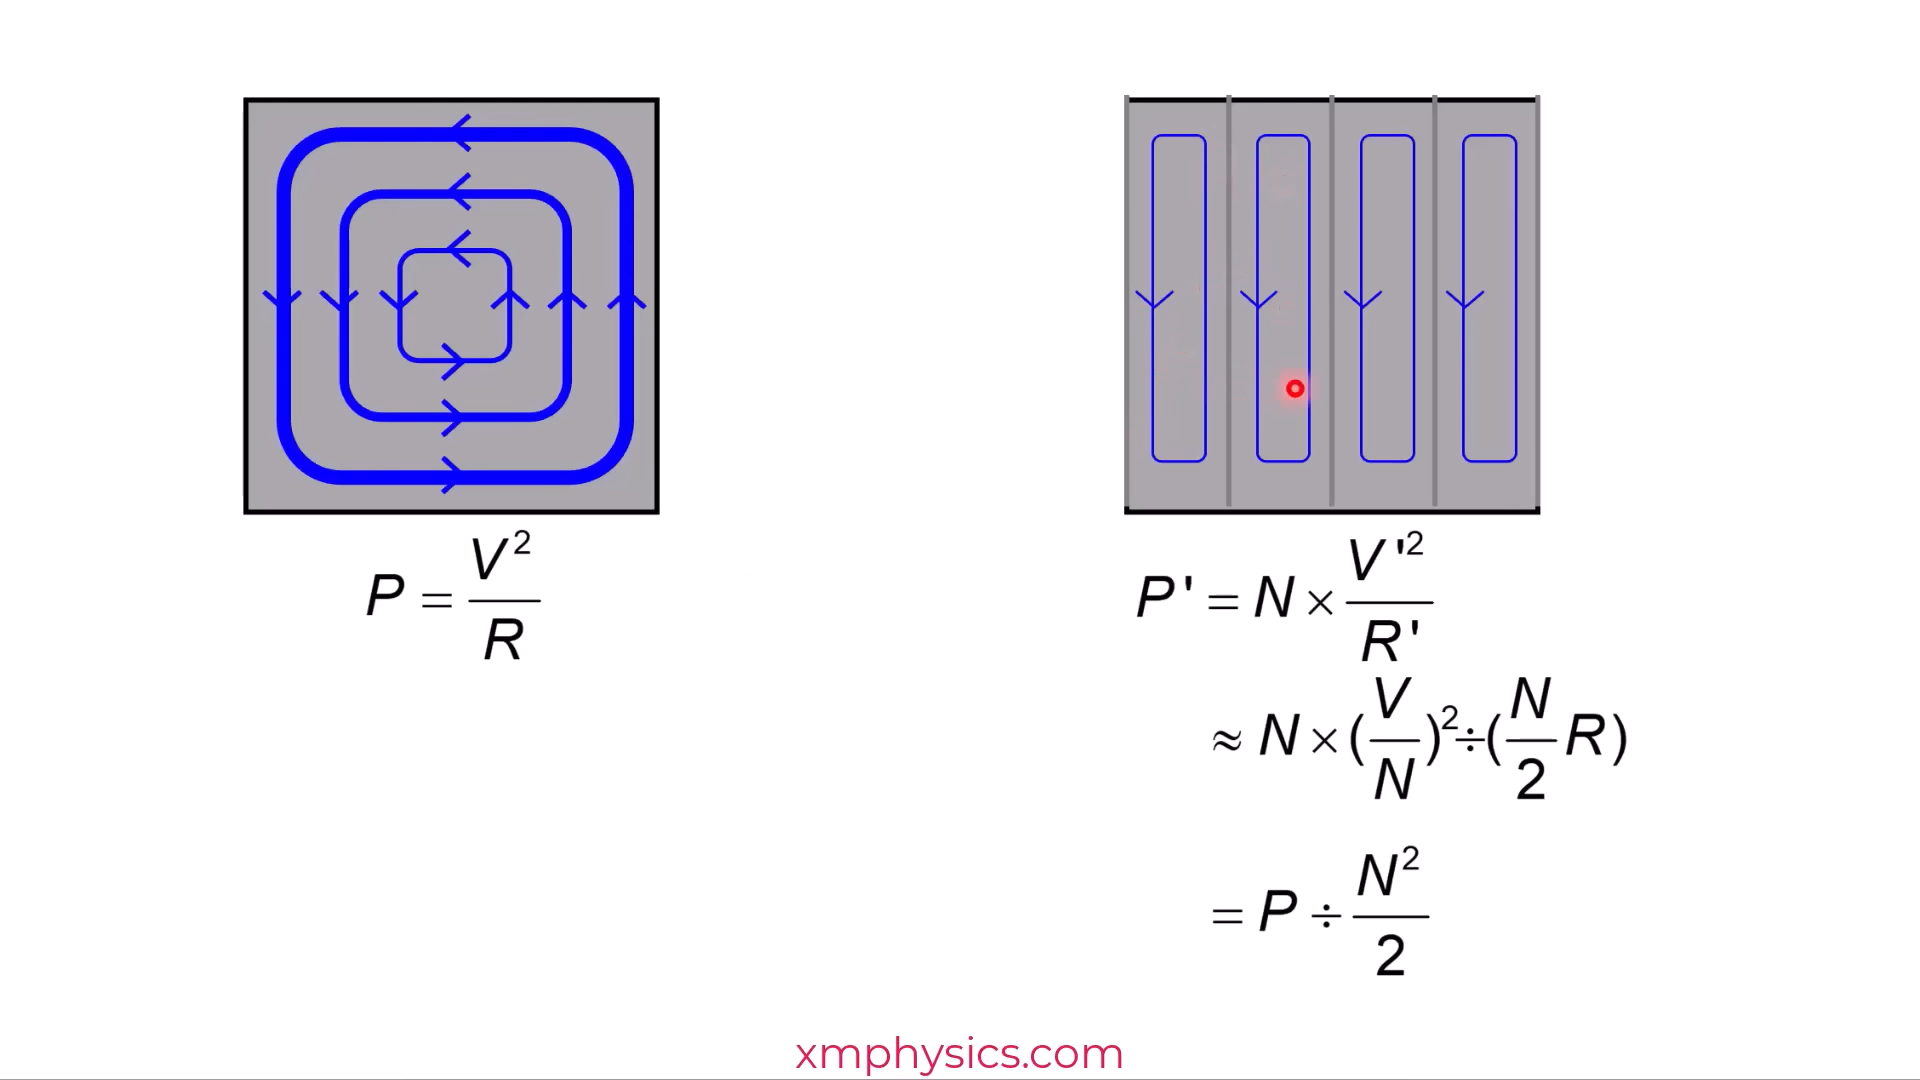 P = V² / R
P' = N × V'² / R'
≈ N × (V / N)² ÷ (N / 2 R)
= P ÷ N² / 2
xmphysics.com